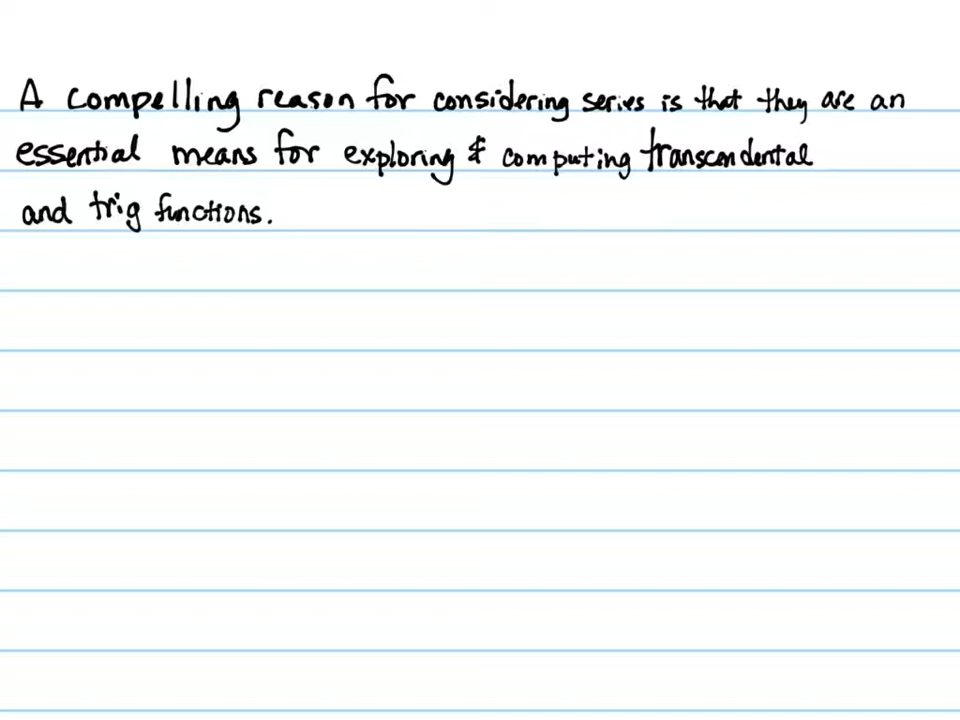 A compelling reason for considering series is that they are an
essential means for exploring & computing transcendental
and trig functions.